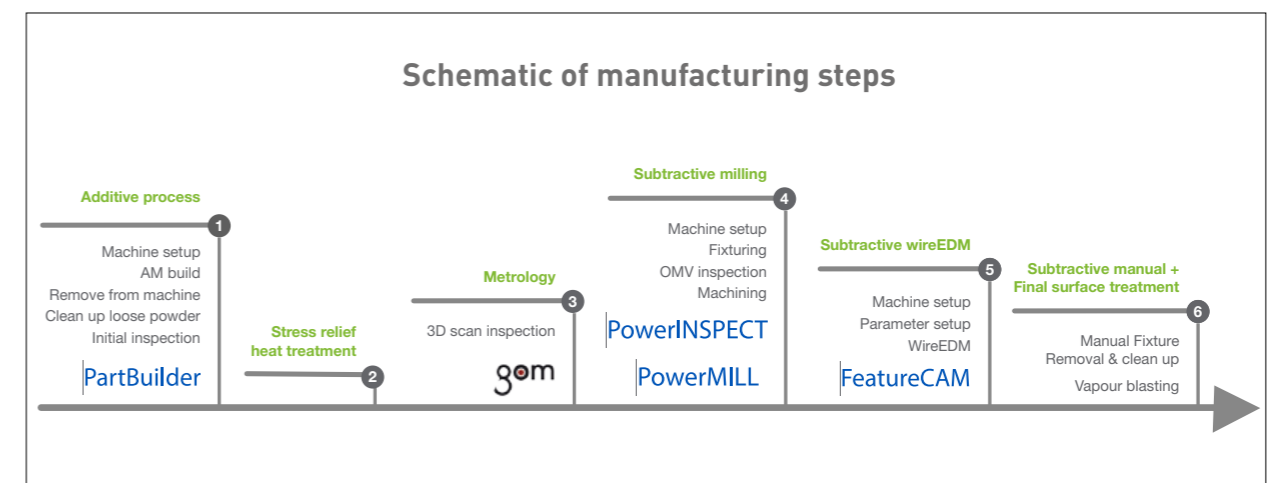 Schematic of manufacturing steps
Additive process
1
Machine setup
AM build
Remove from machine
Clean up loose powder
Initial inspection
PartBuilder
Stress relief
heat treatment
2
Metrology
3
3D scan inspection
gom
Subtractive milling
4
Machine setup
Fixturing
OMV inspection
Machining
PowerINSPECT
PowerMILL
Subtractive wireEDM
5
Machine setup
Parameter setup
WireEDM
FeatureCAM
Subtractive manual +
Final surface treatment
6
Manual Fixture
Removal & clean up
Vapour blasting